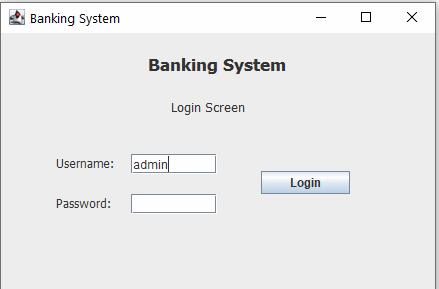 Banking System
Banking System
Login Screen
Username: admin
Login
Password: